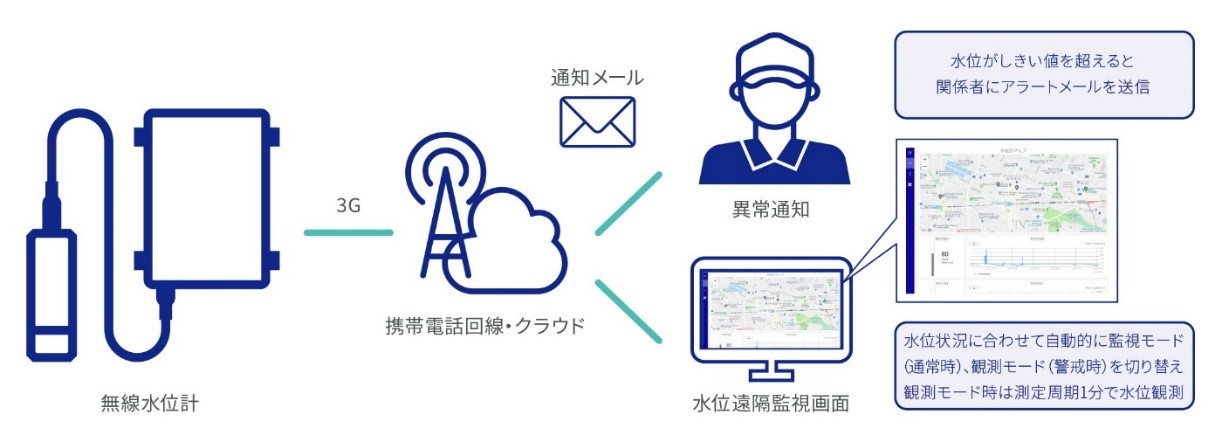 通知メール
水位がしきい値を超えると
関係者にアラートメールを送信
3G
異常通知
携帯電話回線・クラウド
水位状況に合わせて自動的に監視モード
(通常時)、観測モード(警戒時)を切り替え
観測モード時は測定周期1分で水位観測
無線水位計
水位遠隔監視画面
80